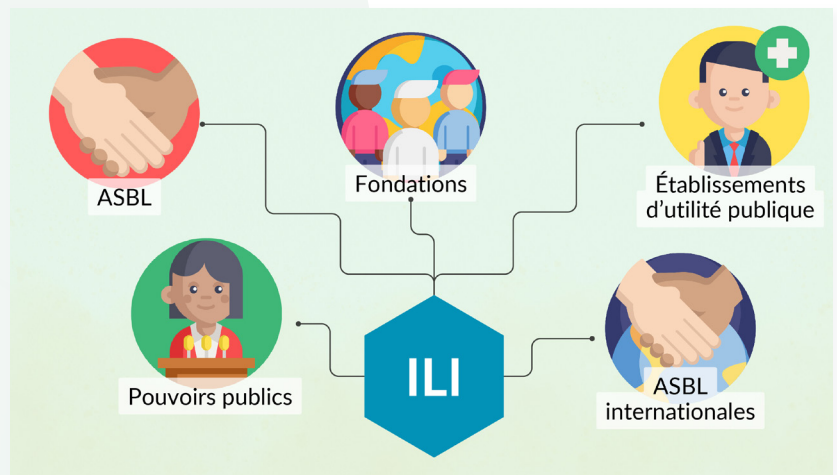 ASBL
Fondations
Établissements
d'utilité publique
Pouvoirs publics
ILI
ASBL
internationales